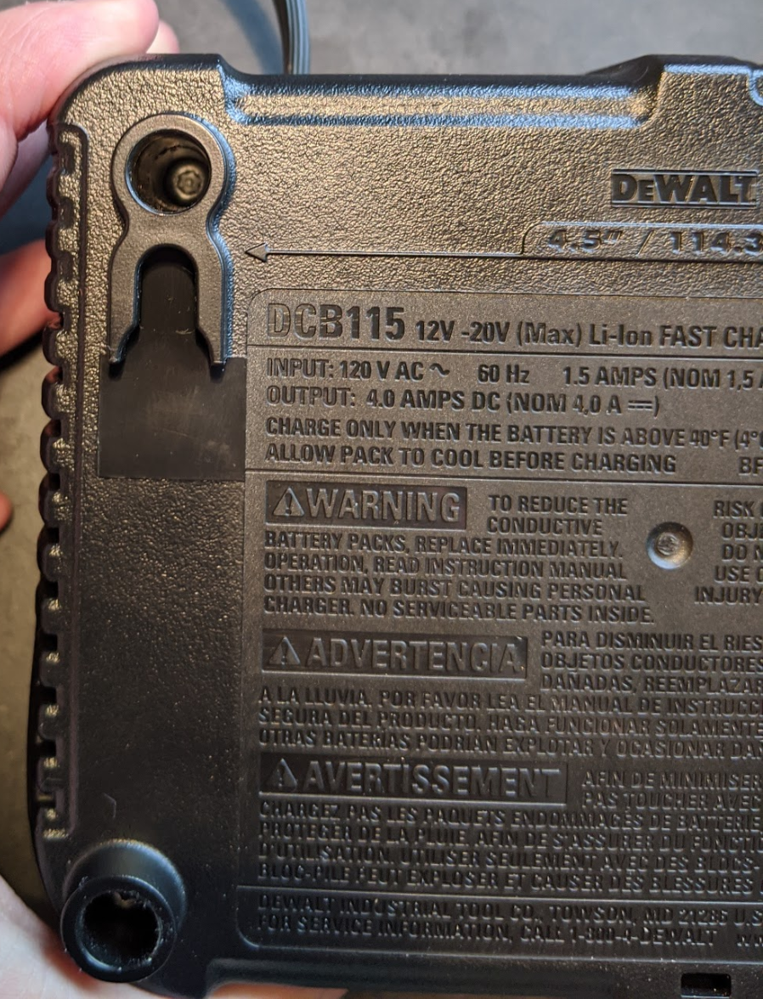 DEWALT
4.5" / 114.3
DCB115 12V -20V (Max) Li-Ion FAST CHA
INPUT: 120 V AC ~ 60 Hz 1.5 AMPS (NOM 1,5 A
OUTPUT: 4.0 AMPS DC (NOM 4,0 A ⎓)
CHARGE ONLY WHEN THE BATTERY IS ABOVE 40°F (4°
ALLOW PACK TO COOL BEFORE CHARGING BF
⚠WARNING TO REDUCE THE RISK
CONDUCTIVE OBJE
BATTERY PACKS, REPLACE IMMEDIATELY. DO N
OPERATION, READ INSTRUCTION MANUAL USE
OTHERS MAY BURST CAUSING PERSONAL INJURY
CHARGER. NO SERVICEABLE PARTS INSIDE.
⚠ADVERTENCIA PARA DISMINUIR EL RIES
OBJETOS CONDUCTORES
DAÑADAS, REEMPLAZAR
A LA LLUVIA. POR FAVOR LEA EL MANUAL DE INSTRUCCI
SEGURA DEL PRODUCTO. HAGA FUNCIONAR SOLAMENTE
OTRAS BATERÍAS PODRÍAN EXPLOTAR Y OCASIONAR DAÑ
⚠AVERTISSEMENT AFIN DE MINIMISER
PAS TOUCHER AVEC
CHARGEZ PAS LES PAQUETS ENDOMMAGÉS DE BATTERIE
PROTÉGER DE LA PLUIE. AFIN DE S'ASSURER DU FONCTI
D'UTILISATION, UTILISER SEULEMENT AVEC DES BLOCS-
BLOC-PILE PEUT EXPLOSER ET CAUSER DES BLESSURES
DEWALT INDUSTRIAL TOOL CO., TOWSON, MD 21286 U.S
FOR SERVICE INFORMATION, CALL 1-800-4-DEWALT ww